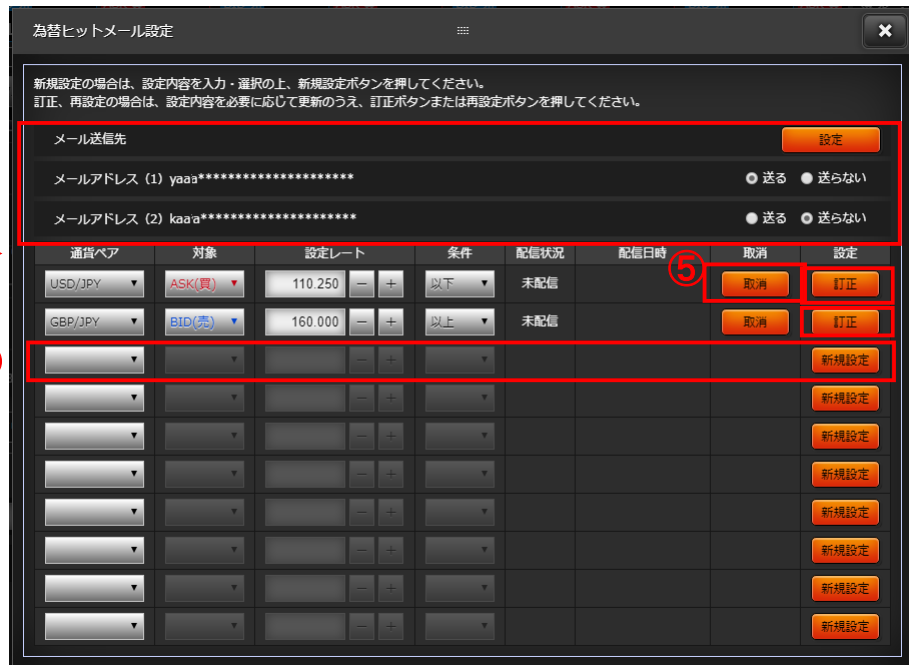 為替ヒットメール設定
新規設定の場合は、設定内容を入力・選択の上、新規設定ボタンを押してください。
訂正、再設定の場合は、設定内容を必要に応じて更新のうえ、訂正ボタンまたは再設定ボタンを押してください。
メール送信先 設定
メールアドレス (1) yaaa********************* 送る 送らない
メールアドレス (2) kaaa********************* 送る 送らない
通貨ペア 対象 設定レート 条件 配信状況 配信日時 取消 設定
⑤
USD/JPY ASK(買) 110.250 － + 以下 未配信 取消 訂正
GBP/JPY BID(売) 160.000 － + 以上 未配信 取消 訂正
－ + 新規設定
－ + 新規設定
－ + 新規設定
－ + 新規設定
－ + 新規設定
－ + 新規設定
－ + 新規設定
－ + 新規設定